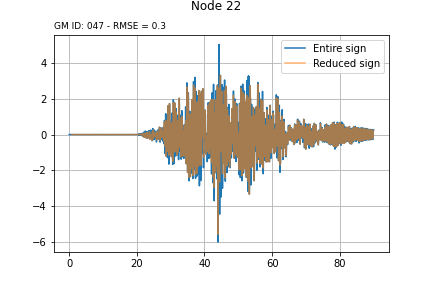 Node 22
GM ID: 047 - RMSE = 0.3
Entire sign
Reduced sign
4
2
0
−2
−4
−6
0 20 40 60 80